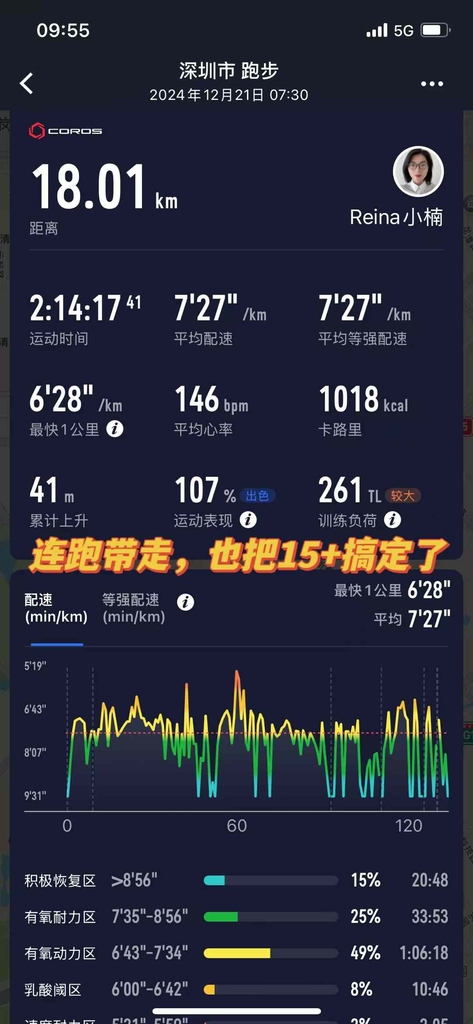 09:55 5G
深圳市 跑步
2024年12月21日 07:30
COROS
18.01 km
距离
Reina小楠
2:14:17 41 7'27" /km 7'27" /km
运动时间 平均配速 平均等强配速
6'28" /km 146 bpm 1018 kcal
最快1公里 平均心率 卡路里
41 m 107 % 出色 261 TL 较大
累计上升 运动表现 训练负荷
连跑带走，也把15+搞定了
配速 等强配速 最快1公里 6'28"
(min/km) (min/km) 平均 7'27"
5'19"
6'43"
8'07"
9'31"
0 60 120
积极恢复区 >8'56" 15% 20:48
有氧耐力区 7'35"-8'56" 25% 33:53
有氧动力区 6'43"-7'34" 49% 1:06:18
乳酸阈区 6'00"-6'42" 8% 10:46